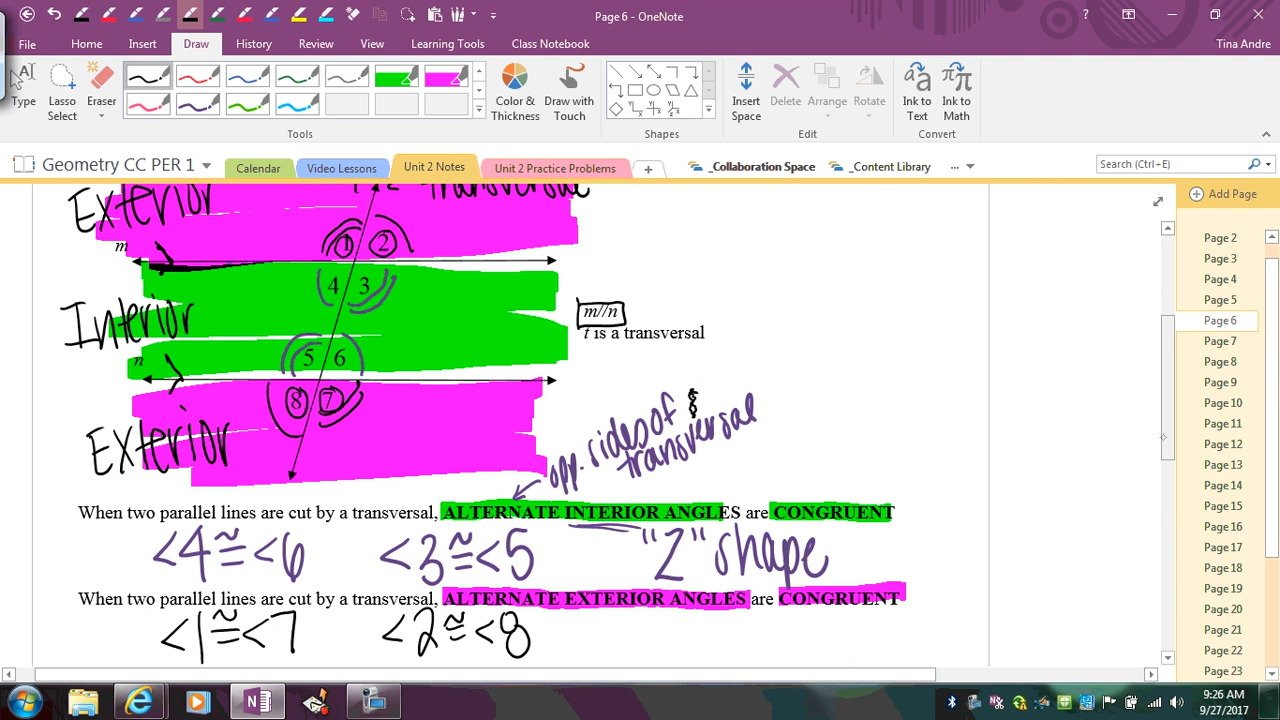 Page 6 - OneNote
?
File
Home
Insert
Draw
History
Review
View
Learning Tools
Class Notebook
Tina Andre
Type
Lasso Select
Eraser
Color & Thickness
Draw with Touch
Insert Space
Delete
Arrange
Rotate
Ink to Text
Ink to Math
Tools
Shapes
Edit
Convert
Geometry CC PER 1
Calendar
Video Lessons
Unit 2 Notes
Unit 2 Practice Problems
_Collaboration Space
_Content Library
...
Search (Ctrl+E)
Add Page
Page 2
Page 3
Page 4
Page 5
Page 6
Page 7
Page 8
Page 9
Page 10
Page 11
Page 12
Page 13
Page 14
Page 15
Page 16
Page 17
Page 18
Page 19
Page 20
Page 21
Page 22
Page 23
Exterior
transversal
m
1 2
4 3
Interior
m//n
t is a transversal
n
5 6
8 7
Exterior
opp. sides of
transversal
When two parallel lines are cut by a transversal, ALTERNATE INTERIOR ANGLES are CONGRUENT
<4≅<6 <3≅<5 "Z" shape
When two parallel lines are cut by a transversal, ALTERNATE EXTERIOR ANGLES are CONGRUENT
<1≅<7 <2≅<8
9:26 AM
9/27/2017